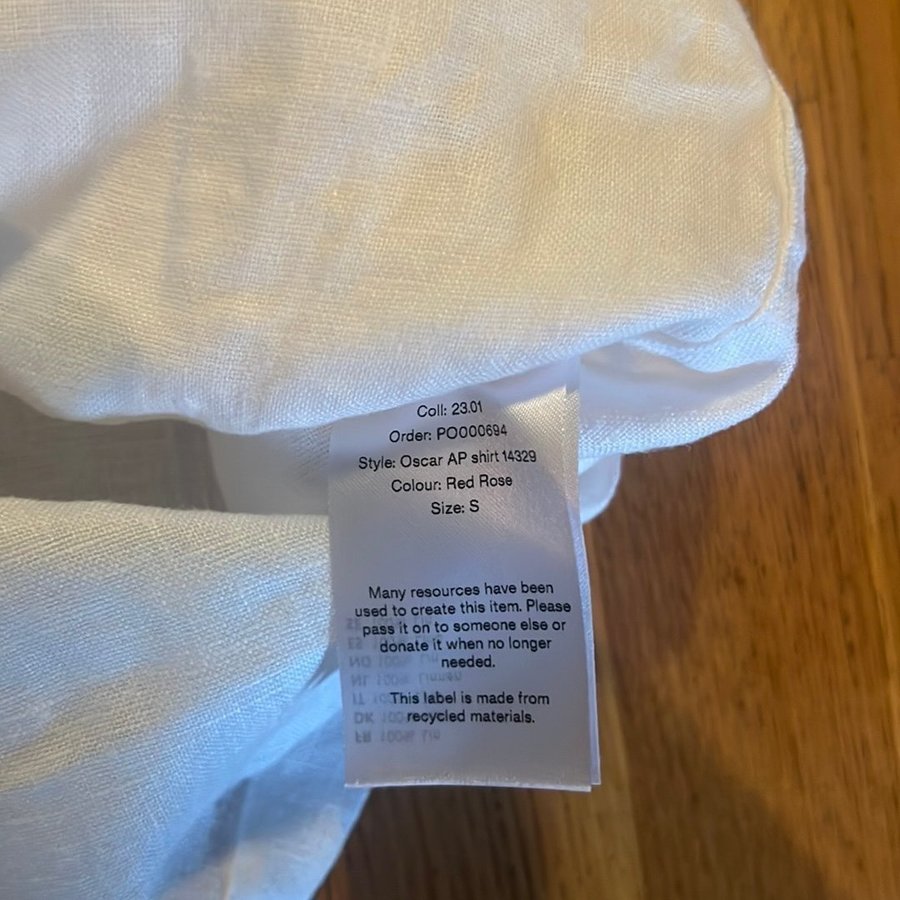 Coll: 23.01
Order: PO000694
Style: Oscar AP shirt 14329
Colour: Red Rose
Size: S
Many resources have been
used to create this item. Please
pass it on to someone else or
donate it when no longer
needed.
This label is made from
recycled materials.